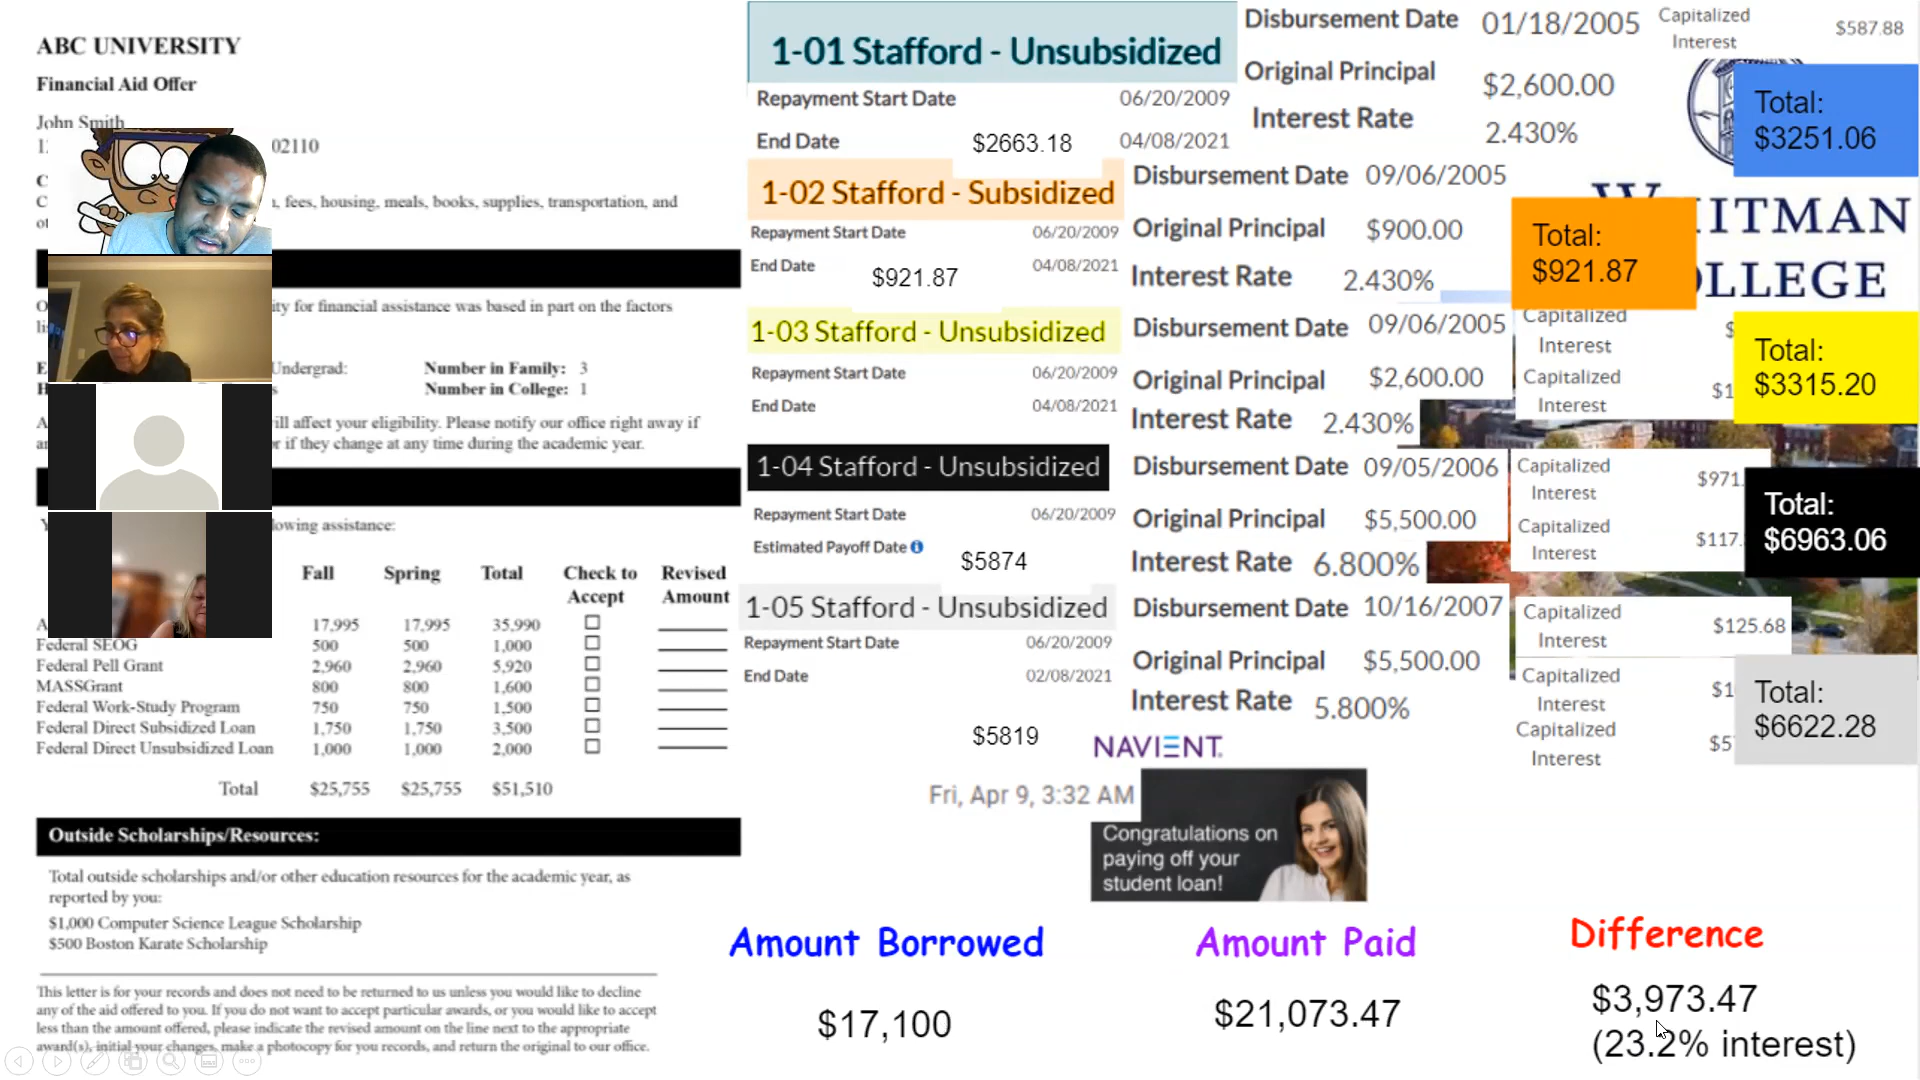 ABC UNIVERSITY
Financial Aid Offer
John Smith
02110
, fees, housing, meals, books, supplies, transportation, and
ity for financial assistance was based in part on the factors
Undergrad:
Number in Family: 3
Number in College: 1
ill affect your eligibility. Please notify our office right away if
or if they change at any time during the academic year.
lowing assistance:
Fall Spring Total Check to Accept Revised Amount
17,995 17,995 35,990
Federal SEOG 500 500 1,000
Federal Pell Grant 2,960 2,960 5,920
MASSGrant 800 800 1,600
Federal Work-Study Program 750 750 1,500
Federal Direct Subsidized Loan 1,750 1,750 3,500
Federal Direct Unsubsidized Loan 1,000 1,000 2,000
Total $25,755 $25,755 $51,510
Outside Scholarships/Resources:
Total outside scholarships and/or other education resources for the academic year, as
reported by you:
$1,000 Computer Science League Scholarship
$500 Boston Karate Scholarship
This letter is for your records and does not need to be returned to us unless you would like to decline
any of the aid offered to you. If you do not want to accept particular awards, or you would like to accept
less than the amount offered, please indicate the revised amount on the line next to the appropriate
award(s), initial your changes, make a photocopy for you records, and return the original to our office.
1-01 Stafford - Unsubsidized
Repayment Start Date 06/20/2009
End Date $2663.18 04/08/2021
Disbursement Date 01/18/2005
Original Principal $2,600.00
Interest Rate 2.430%
Capitalized Interest $587.88
Total:
$3251.06
1-02 Stafford - Subsidized
Repayment Start Date 06/20/2009
End Date $921.87 04/08/2021
Disbursement Date 09/06/2005
Original Principal $900.00
Interest Rate 2.430%
Total:
$921.87
WHITMAN
COLLEGE
1-03 Stafford - Unsubsidized
Repayment Start Date 06/20/2009
End Date 04/08/2021
Disbursement Date 09/06/2005
Original Principal $2,600.00
Interest Rate 2.430%
Capitalized Interest $
Capitalized Interest $1
Total:
$3315.20
1-04 Stafford - Unsubsidized
Repayment Start Date 06/20/2009
Estimated Payoff Date
$5874
Disbursement Date 09/05/2006
Original Principal $5,500.00
Interest Rate 6.800%
Capitalized Interest $971.
Capitalized Interest $117.
Total:
$6963.06
1-05 Stafford - Unsubsidized
Repayment Start Date 06/20/2009
End Date 02/08/2021
$5819
Disbursement Date 10/16/2007
Original Principal $5,500.00
Interest Rate 5.800%
Capitalized Interest $125.68
Capitalized Interest $1
Capitalized Interest $5
Total:
$6622.28
NAVIENT
Fri, Apr 9, 3:32 AM
Congratulations on
paying off your
student loan!
Amount Borrowed
$17,100
Amount Paid
$21,073.47
Difference
$3,973.47
(23.2% interest)